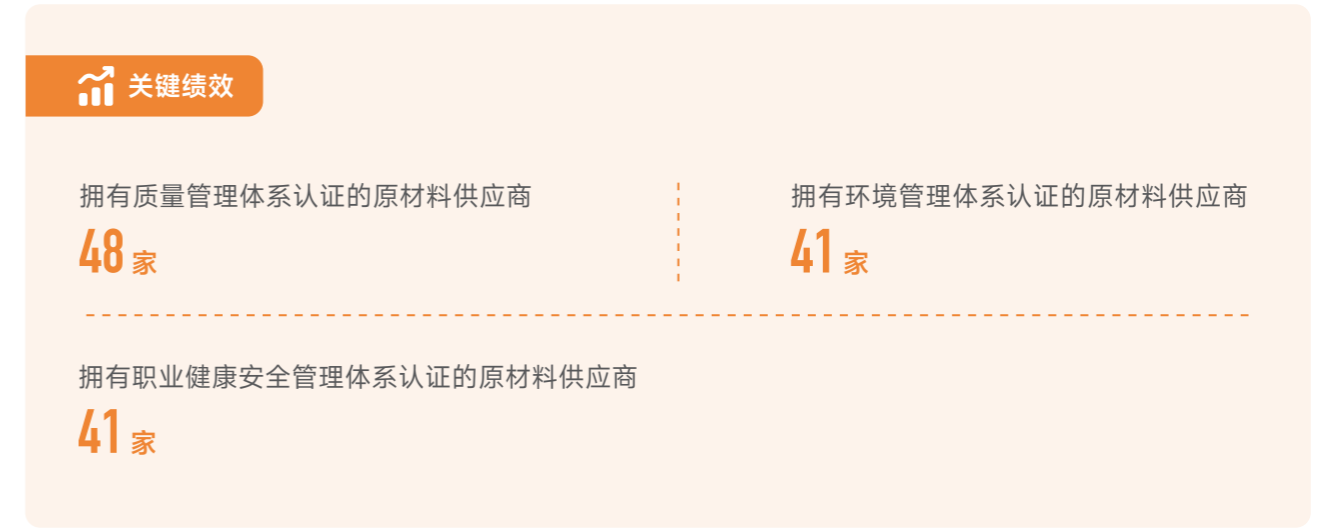 关键绩效
拥有质量管理体系认证的原材料供应商
48 家
拥有环境管理体系认证的原材料供应商
41 家
拥有职业健康安全管理体系认证的原材料供应商
41 家